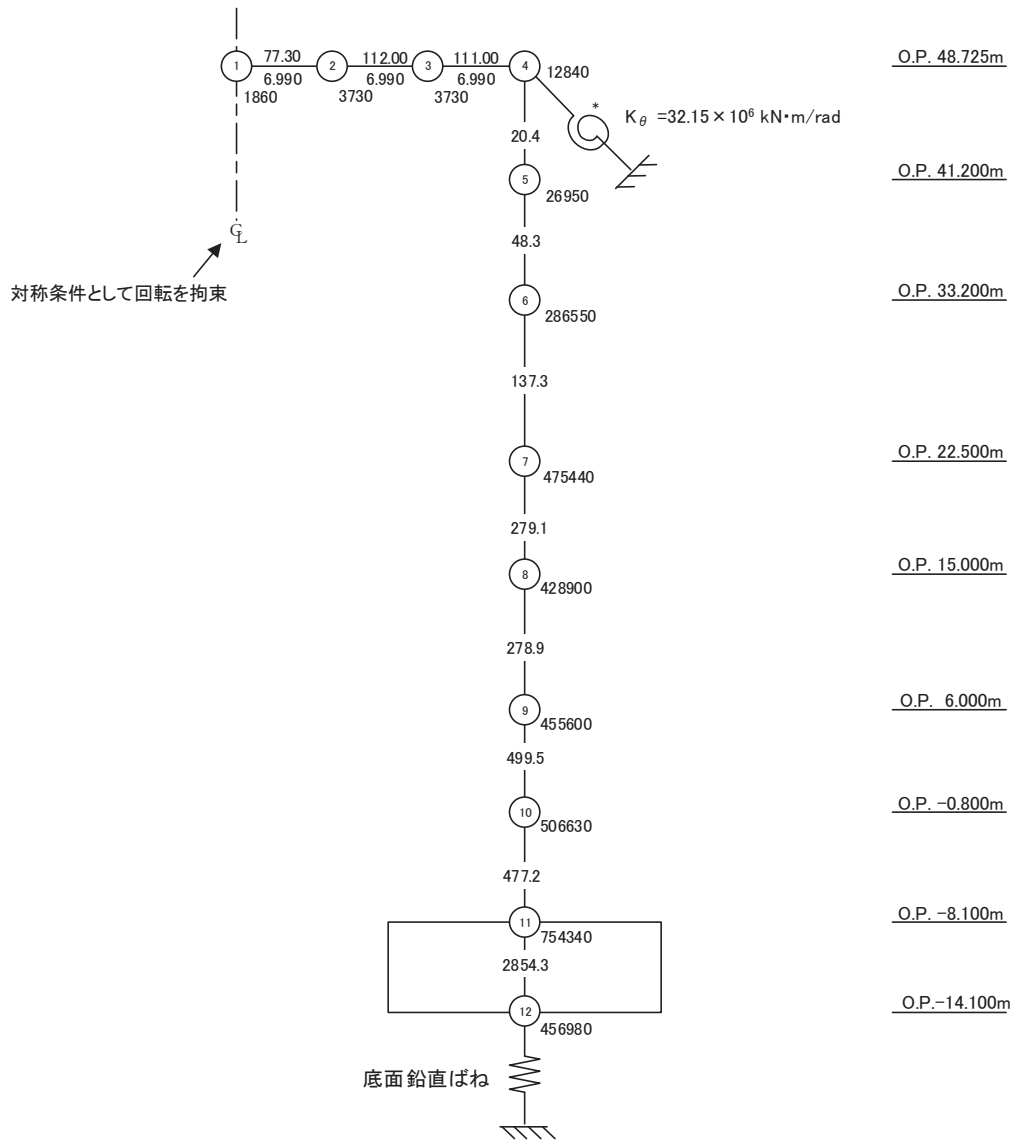 77.30 112.00 111.00
① ② ③ ④
6.990 6.990 6.990
1860 3730 3730 12840
O.P. 48.725m
*
Kθ =32.15×10⁶ kN・m/rad
20.4
⑤ 26950
O.P. 41.200m
℄
対称条件として回転を拘束
48.3
⑥ 286550
O.P. 33.200m
137.3
⑦ 475440
O.P. 22.500m
279.1
⑧ 428900
O.P. 15.000m
278.9
⑨ 455600
O.P. 6.000m
499.5
⑩ 506630
O.P. -0.800m
477.2
⑪ 754340
O.P. -8.100m
2854.3
⑫ 456980
O.P.-14.100m
底面鉛直ばね